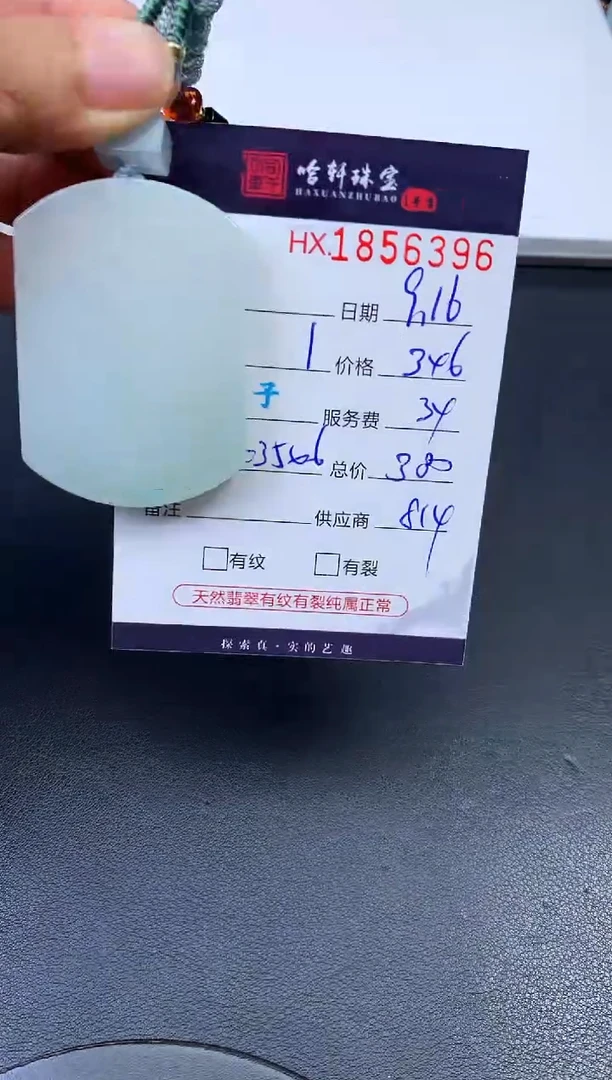 哈轩珠宝
HAXUANZHUBAO
HX.1856396
日期 9.16
1 价格 346
子 服务费 34
总价 380
备注 供应商 814
有纹 有裂
天然翡翠有纹有裂纯属正常
探索真·实的艺趣